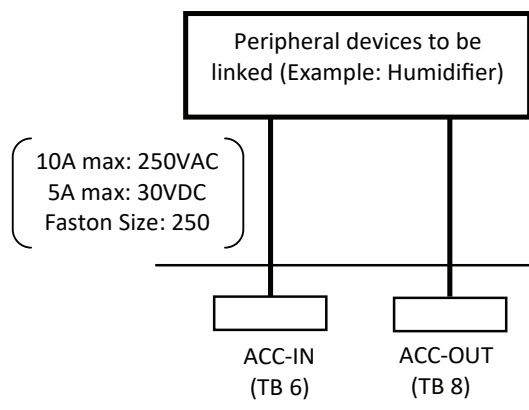 Peripheral devices to be
linked (Example: Humidifier)
10A max: 250VAC
5A max: 30VDC
Faston Size: 250
ACC-IN
(TB 6)
ACC-OUT
(TB 8)